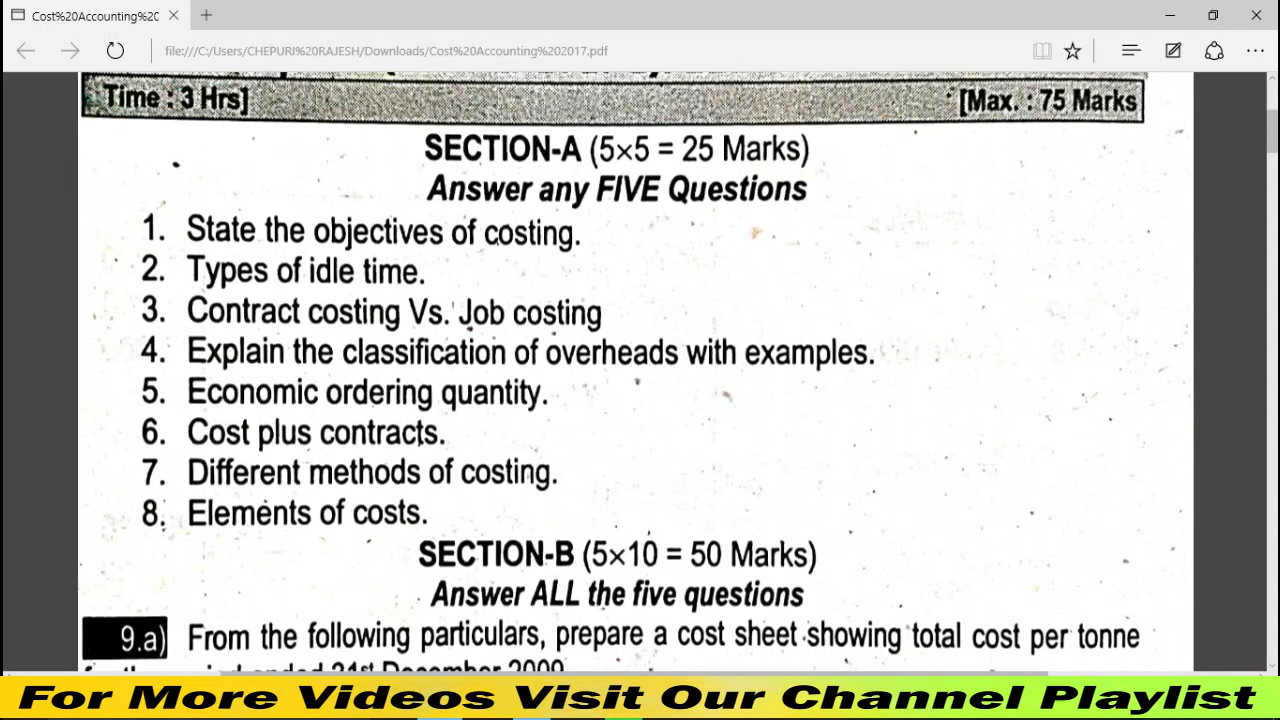 Cost%20Accounting%20
file:///C:/Users/CHEPURI%20RAJESH/Downloads/Cost%20Accounting%202017.pdf
Time : 3 Hrs] [Max. : 75 Marks
SECTION-A (5×5 = 25 Marks)
Answer any FIVE Questions
1. State the objectives of costing.
2. Types of idle time.
3. Contract costing Vs. Job costing
4. Explain the classification of overheads with examples.
5. Economic ordering quantity.
6. Cost plus contracts.
7. Different methods of costing.
8. Elements of costs.
SECTION-B (5×10 = 50 Marks)
Answer ALL the five questions
9.a) From the following particulars, prepare a cost sheet showing total cost per tonne
31st December 2009
For More Videos Visit Our Channel Playlist